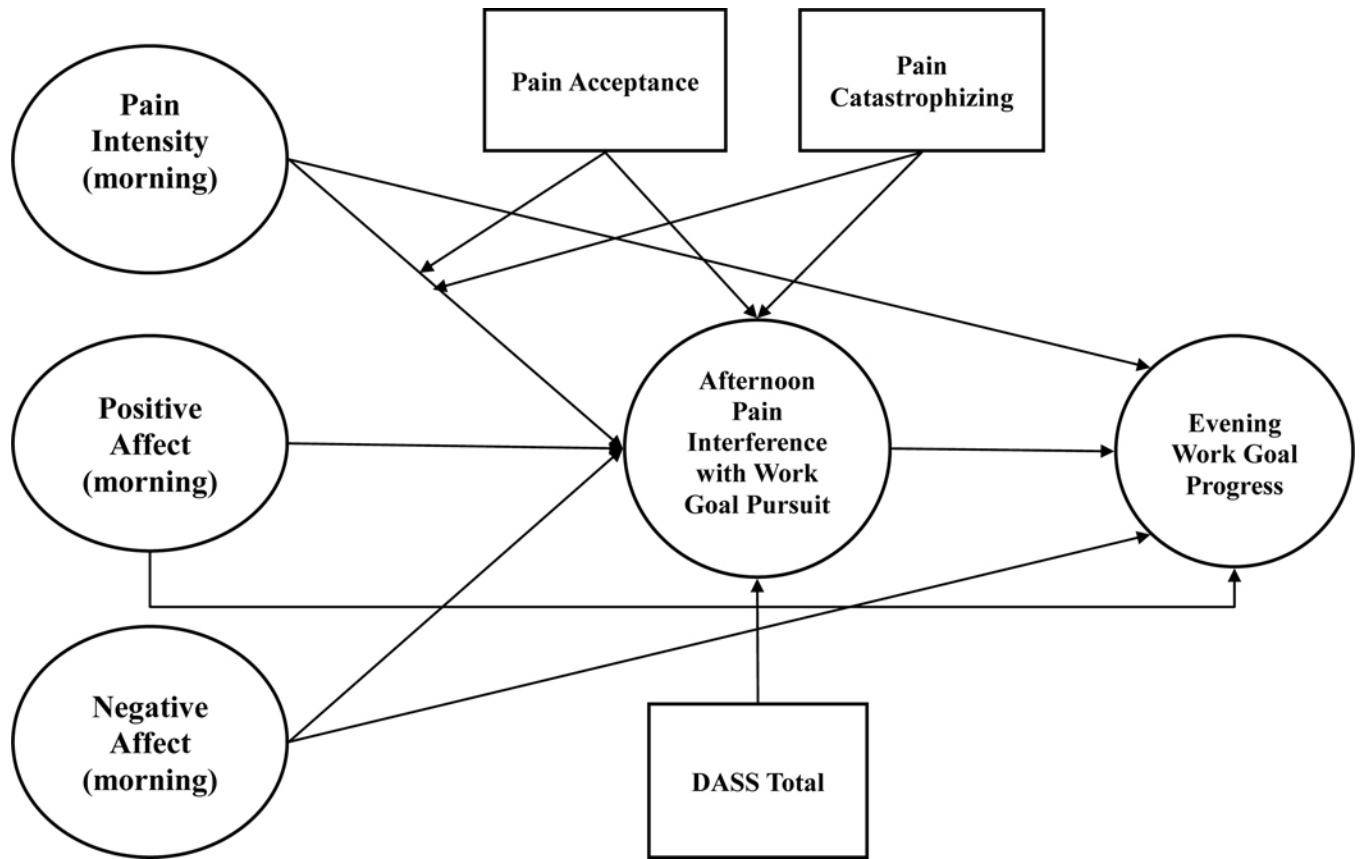 Pain
Intensity
(morning)
Pain Acceptance
Pain
Catastrophizing
Positive
Affect
(morning)
Afternoon
Pain
Interference
with Work
Goal Pursuit
Evening
Work Goal
Progress
Negative
Affect
(morning)
DASS Total